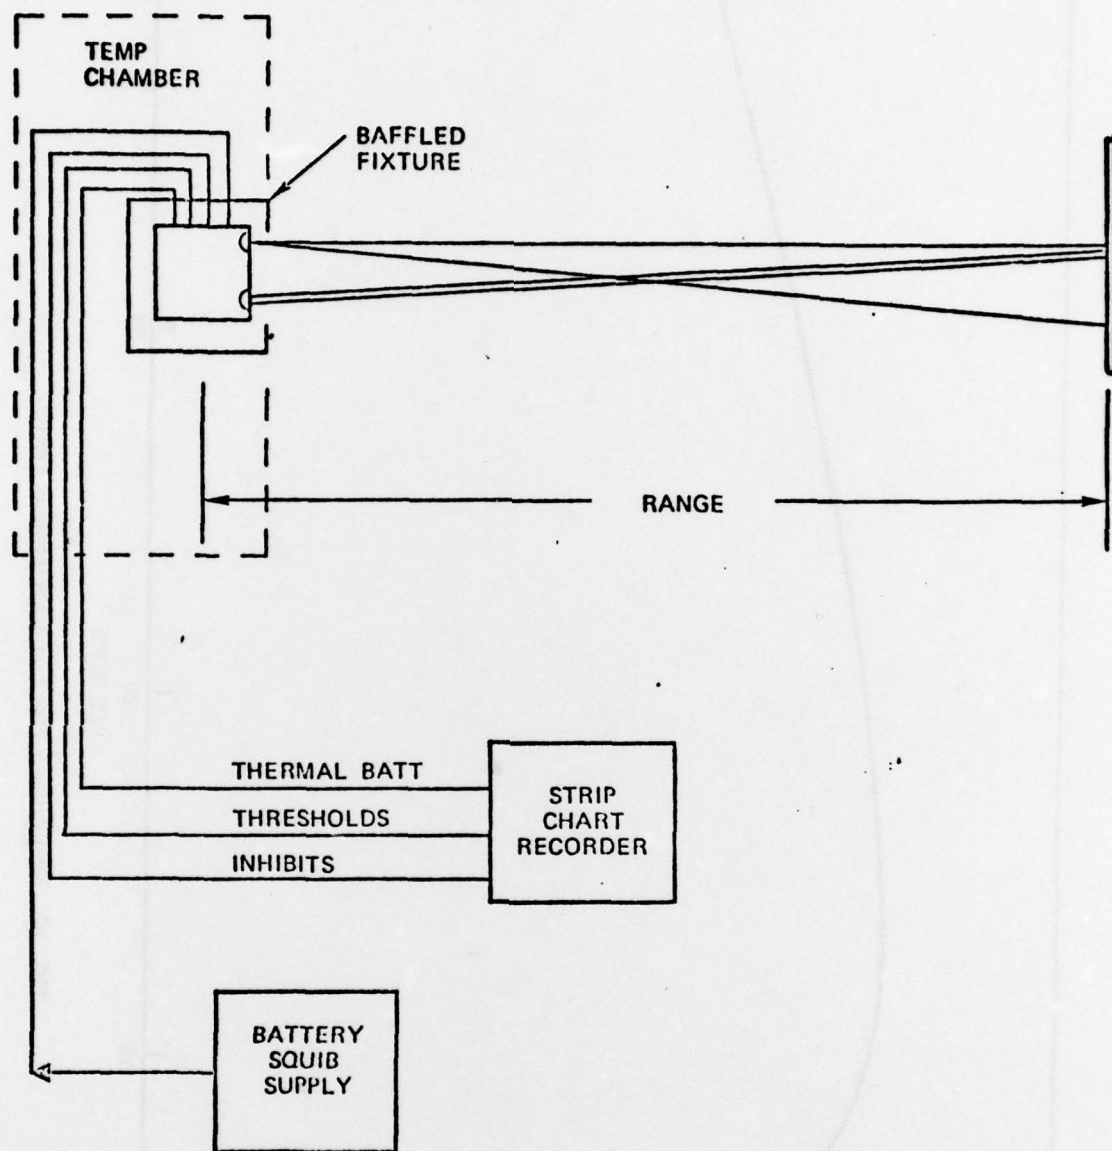 TEMP
CHAMBER
BAFFLED
FIXTURE
RANGE
THERMAL BATT
THRESHOLDS
INHIBITS
STRIP
CHART
RECORDER
BATTERY
SQUIB
SUPPLY